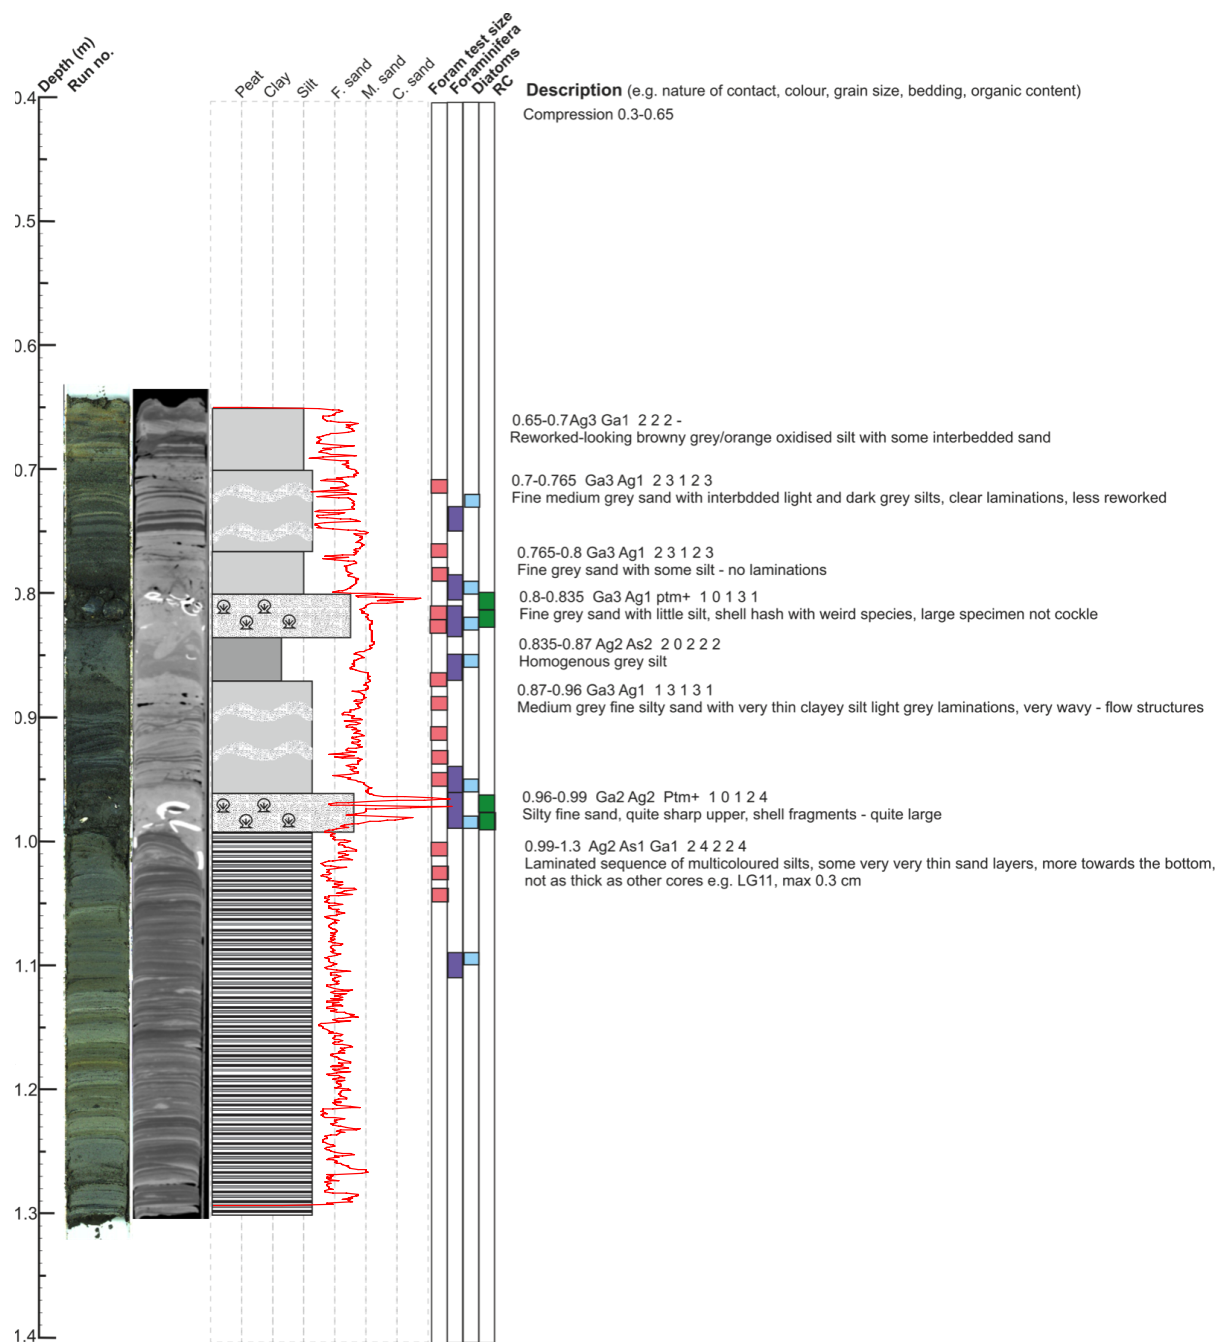 Depth (m)
Run no.
Peat
Clay
Silt
F. sand
M. sand
C. sand
Foram test size
Foraminifera
Diatoms
RC
Description (e.g. nature of contact, colour, grain size, bedding, organic content)
Compression 0.3-0.65
0.4
0.5
0.6
0.65-0.7Ag3 Ga1 2 2 2 -
Reworked-looking browny grey/orange oxidised silt with some interbedded sand
0.7
0.7-0.765 Ga3 Ag1 2 3 1 2 3
Fine medium grey sand with interbdded light and dark grey silts, clear laminations, less reworked
0.765-0.8 Ga3 Ag1 2 3 1 2 3
Fine grey sand with some silt - no laminations
0.8
0.8-0.835 Ga3 Ag1 ptm+ 1 0 1 3 1
Fine grey sand with little silt, shell hash with weird species, large specimen not cockle
0.835-0.87 Ag2 As2 2 0 2 2 2
Homogenous grey silt
0.87-0.96 Ga3 Ag1 1 3 1 3 1
Medium grey fine silty sand with very thin clayey silt light grey laminations, very wavy - flow structures
0.9
0.96-0.99 Ga2 Ag2 Ptm+ 1 0 1 2 4
Silty fine sand, quite sharp upper, shell fragments - quite large
1.0
0.99-1.3 Ag2 As1 Ga1 2 4 2 2 4
Laminated sequence of multicoloured silts, some very very thin sand layers, more towards the bottom,
not as thick as other cores e.g. LG11, max 0.3 cm
1.1
1.2
1.3
1.4